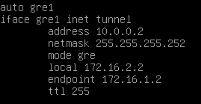 auto gre1
iface gre1 inet tunnel
address 10.0.0.2
netmask 255.255.255.252
mode gre
local 172.16.2.2
endpoint 172.16.1.2
ttl 255